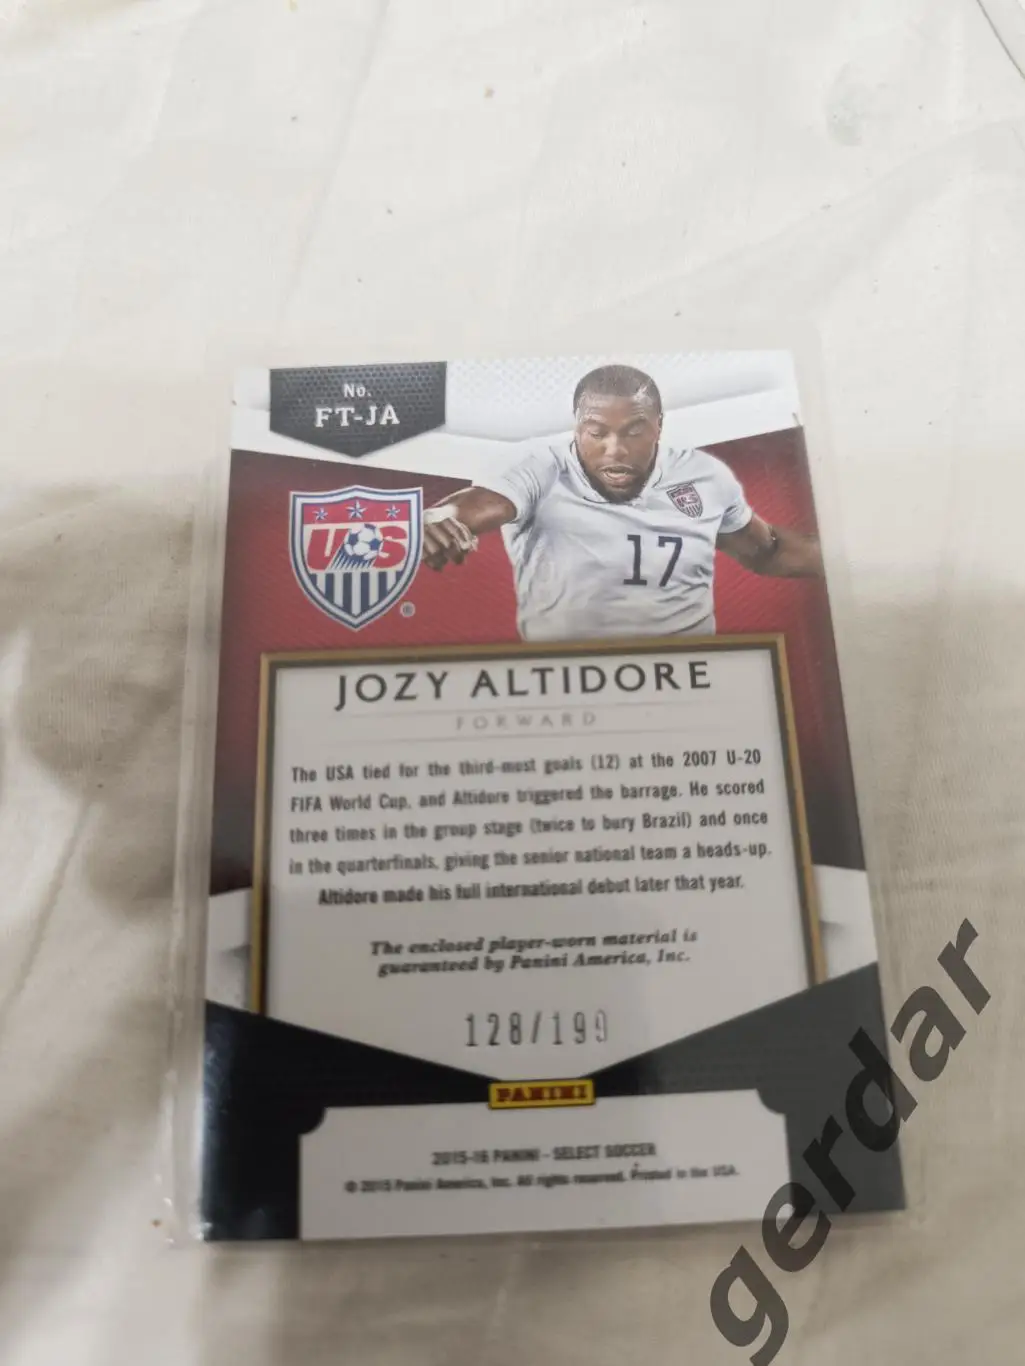 No.
FT-JA
US
®
17
US
JOZY ALTIDORE
FORWARD
The USA tied for the third-most goals (12) at the 2007 U-20
FIFA World Cup, and Altidore triggered the barrage. He scored
three times in the group stage (twice to bury Brazil) and once
in the quarterfinals, giving the senior national team a heads-up.
Altidore made his full international debut later that year.
The enclosed player-worn material is
guaranteed by Panini America, Inc.
128/199
PANINI
2015-16 PANINI - SELECT SOCCER
© 2015 Panini America, Inc. All rights reserved. Printed in the USA.
gerdar